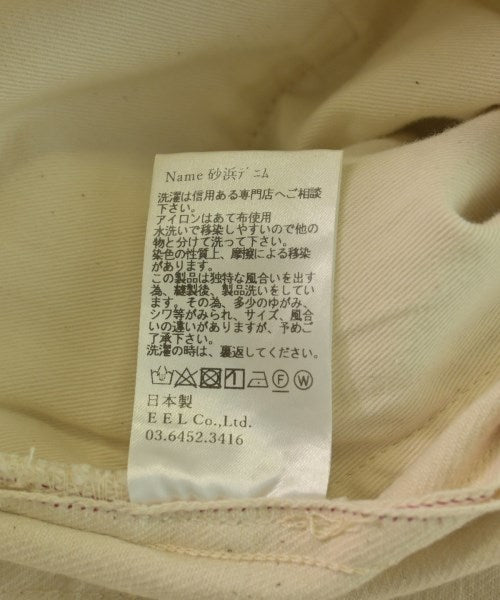 Name 砂浜ﾃﾞﾆﾑ
洗濯は信用ある専門店へご相談
下さい。
アイロンはあて布使用
水洗いで移染しやすいので他の
物と分けて洗って下さい。
染色の性質上、摩擦による移染
があります。
この製品は独特な風合いを出す
為、縫製後、製品洗いをしてい
ます。その為、多少のゆがみ、
シワ等がみられ、サイズ、風合
いの違いがありますが、予めご
了承下さい。
洗濯の時は、裏返してください。
F W
日本製
EEL Co.,Ltd.
03.6452.3416